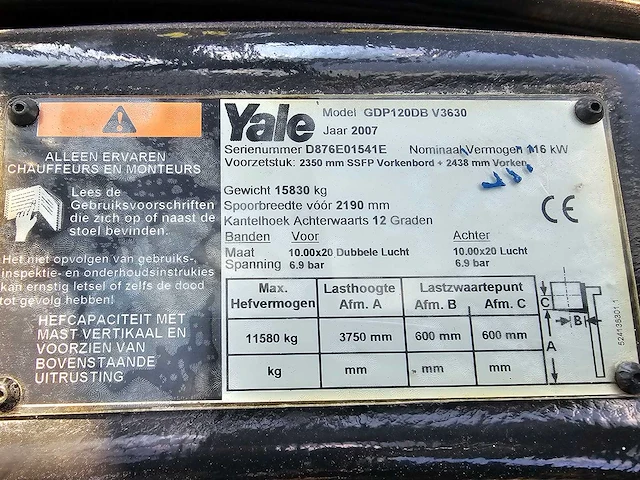 ALLEEN ERVAREN
CHAUFFEURS EN MONTEURS
Lees de
Gebruiksvoorschriften
die zich op of naast de
stoel bevinden.
Het niet opvolgen van gebruiks-,
inspektie- en onderhoudsinstrukies
kan ernstig letsel of zelfs de dood
tot gevolg hebben!
HEFCAPACITEIT MET
MAST VERTIKAAL EN
VOORZIEN VAN
BOVENSTAANDE
UITRUSTING
Yale
Model GDP120DB V3630
Jaar 2007
Serienummer D876E01541E Nominaal Vermogen 116 kW
Voorzetstuk: 2350 mm SSFP Vorkenbord + 2438 mm Vorken
Gewicht 15830 kg
Spoorbreedte vóór 2190 mm
Kantelhoek Achterwaarts 12 Graden
CE
Banden Voor Achter
Maat 10.00x20 Dubbele Lucht 10.00x20 Lucht
Spanning 6.9 bar 6.9 bar
Max. Lasthoogte Lastzwaartepunt
Hefvermogen Afm. A Afm. B Afm. C
11580 kg 3750 mm 600 mm 600 mm
kg mm mm mm
C
B
A